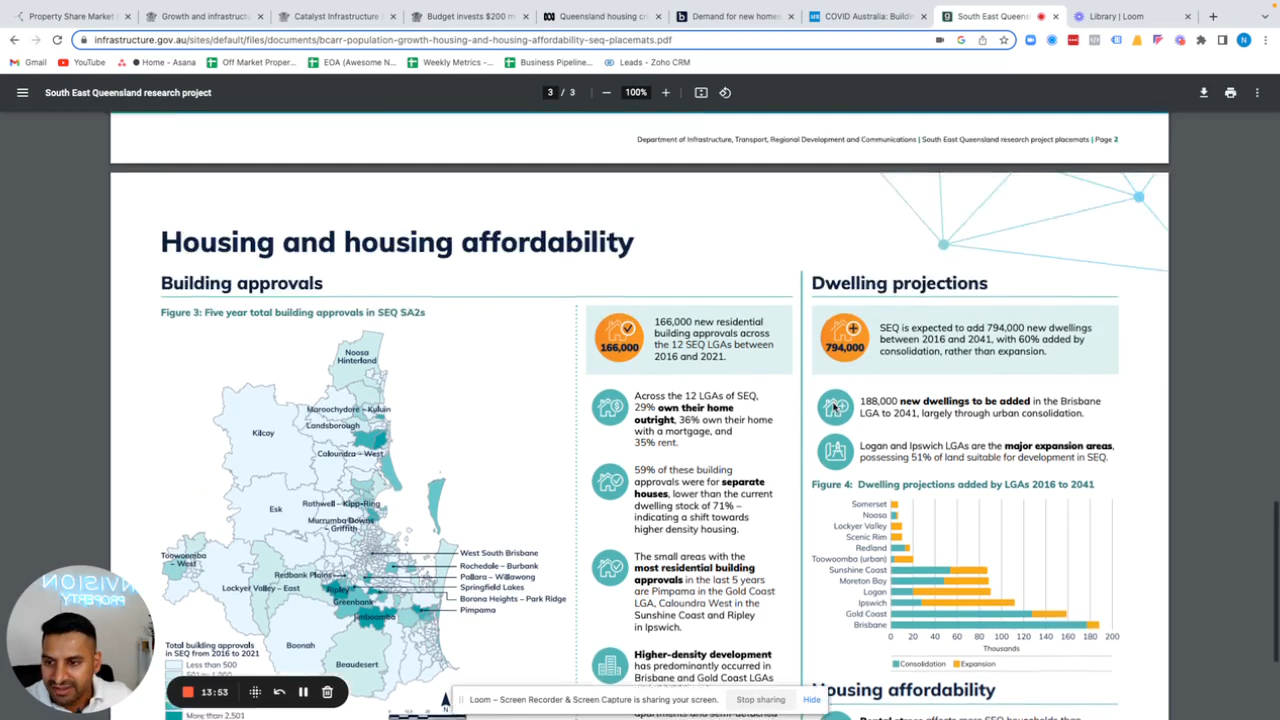 Property Share Market
Growth and infrastructu
Catalyst Infrastructure
Budget invests $200 m
Queensland housing cri
Demand for new homes
COVID Australia: Buildin
South East Queens
Library | Loom
infrastructure.gov.au/sites/default/files/documents/bcarr-population-growth-housing-and-housing-affordability-seq-placemats.pdf
N
Gmail
YouTube
Home - Asana
Off Market Proper...
EOA (Awesome N...
Weekly Metrics -...
Business Pipeline...
Leads - Zoho CRM
South East Queensland research project
3 / 3
100%
Department of Infrastructure, Transport, Regional Development and Communications | South East Queensland research project placemats | Page 2
Housing and housing affordability
Building approvals
Figure 3: Five year total building approvals in SEQ SA2s
Noosa
Hinterland
Maroochydore – Kuluin
Landsborough
Kilcoy
Caloundra – West
Rothwell – Kipp-Ring
Esk
Murrumba Downs
– Griffith
Toowoomba
– West
West South Brisbane
Rochedale – Burbank
Redbank Plains
Pallara – Willawong
Lockyer Valley – East
Ripley
Springfield Lakes
Greenbank
Boronia Heights – Park Ridge
Jimboomba
Pimpama
Boonah
Beaudesert
Total building approvals
in SEQ from 2016 to 2021
Less than 500
More than 2,501
N
166,000
166,000 new residential
building approvals across
the 12 SEQ LGAs between
2016 and 2021.
Across the 12 LGAs of SEQ,
29% own their home
outright, 36% own their home
with a mortgage, and
35% rent.
59% of these building
approvals were for separate
houses, lower than the current
dwelling stock of 71% –
indicating a shift towards
higher density housing.
The small areas with the
most residential building
approvals in the last 5 years
are Pimpama in the Gold Coast
LGA, Caloundra West in the
Sunshine Coast and Ripley
in Ipswich.
Higher-density development
has predominantly occurred in
Brisbane and Gold Coast LGAs
Dwelling projections
794,000
SEQ is expected to add 794,000 new dwellings
between 2016 and 2041, with 60% added by
consolidation, rather than expansion.
188,000 new dwellings to be added in the Brisbane
LGA to 2041, largely through urban consolidation.
Logan and Ipswich LGAs are the major expansion areas,
possessing 51% of land suitable for development in SEQ.
Figure 4: Dwelling projections added by LGAs 2016 to 2041
Somerset
Noosa
Lockyer Valley
Scenic Rim
Redland
Toowoomba (urban)
Sunshine Coast
Moreton Bay
Logan
Ipswich
Gold Coast
Brisbane
0 20 40 60 80 100 120 140 160 180 200
Thousands
Consolidation Expansion
Housing affordability
VISION
PROPERTY
13:53
Loom – Screen Recorder & Screen Capture is sharing your screen.
Stop sharing
Hide